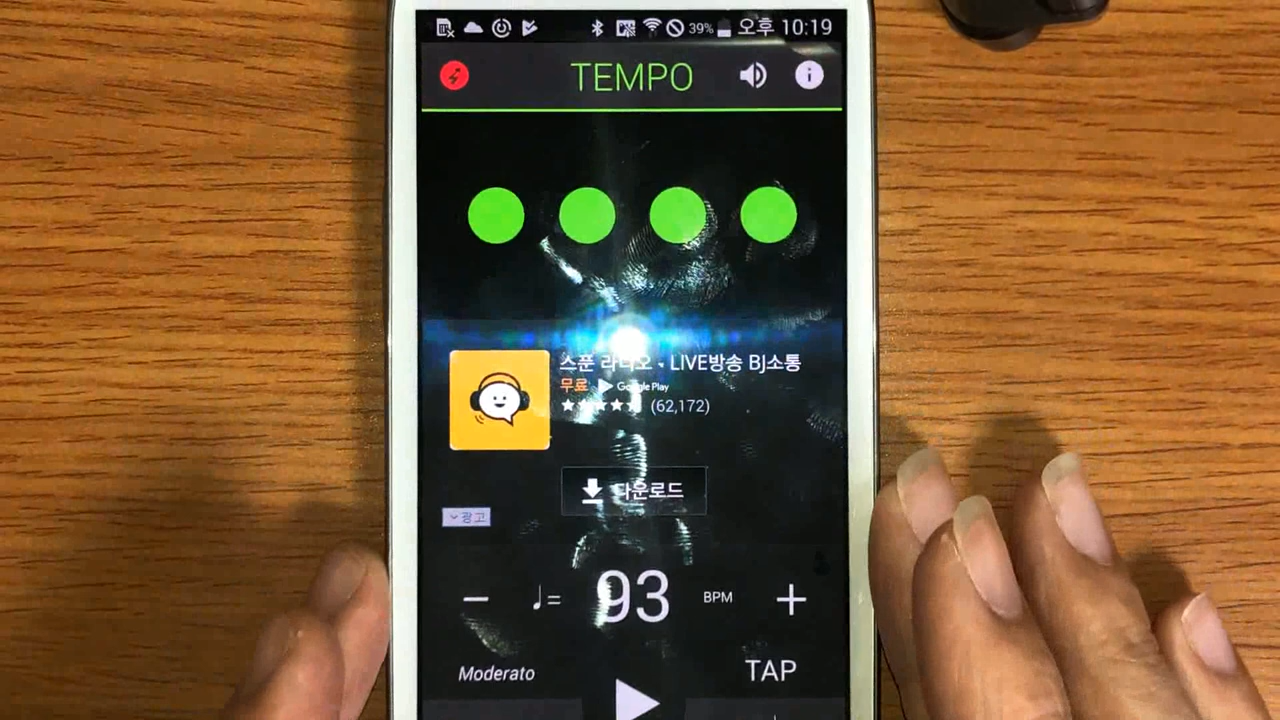 39% 오후 10:19
TEMPO
스푼 라디오 - LIVE방송 BJ소통
무료 Google Play
(62,172)
다운로드
광고
93 BPM
Moderato
TAP